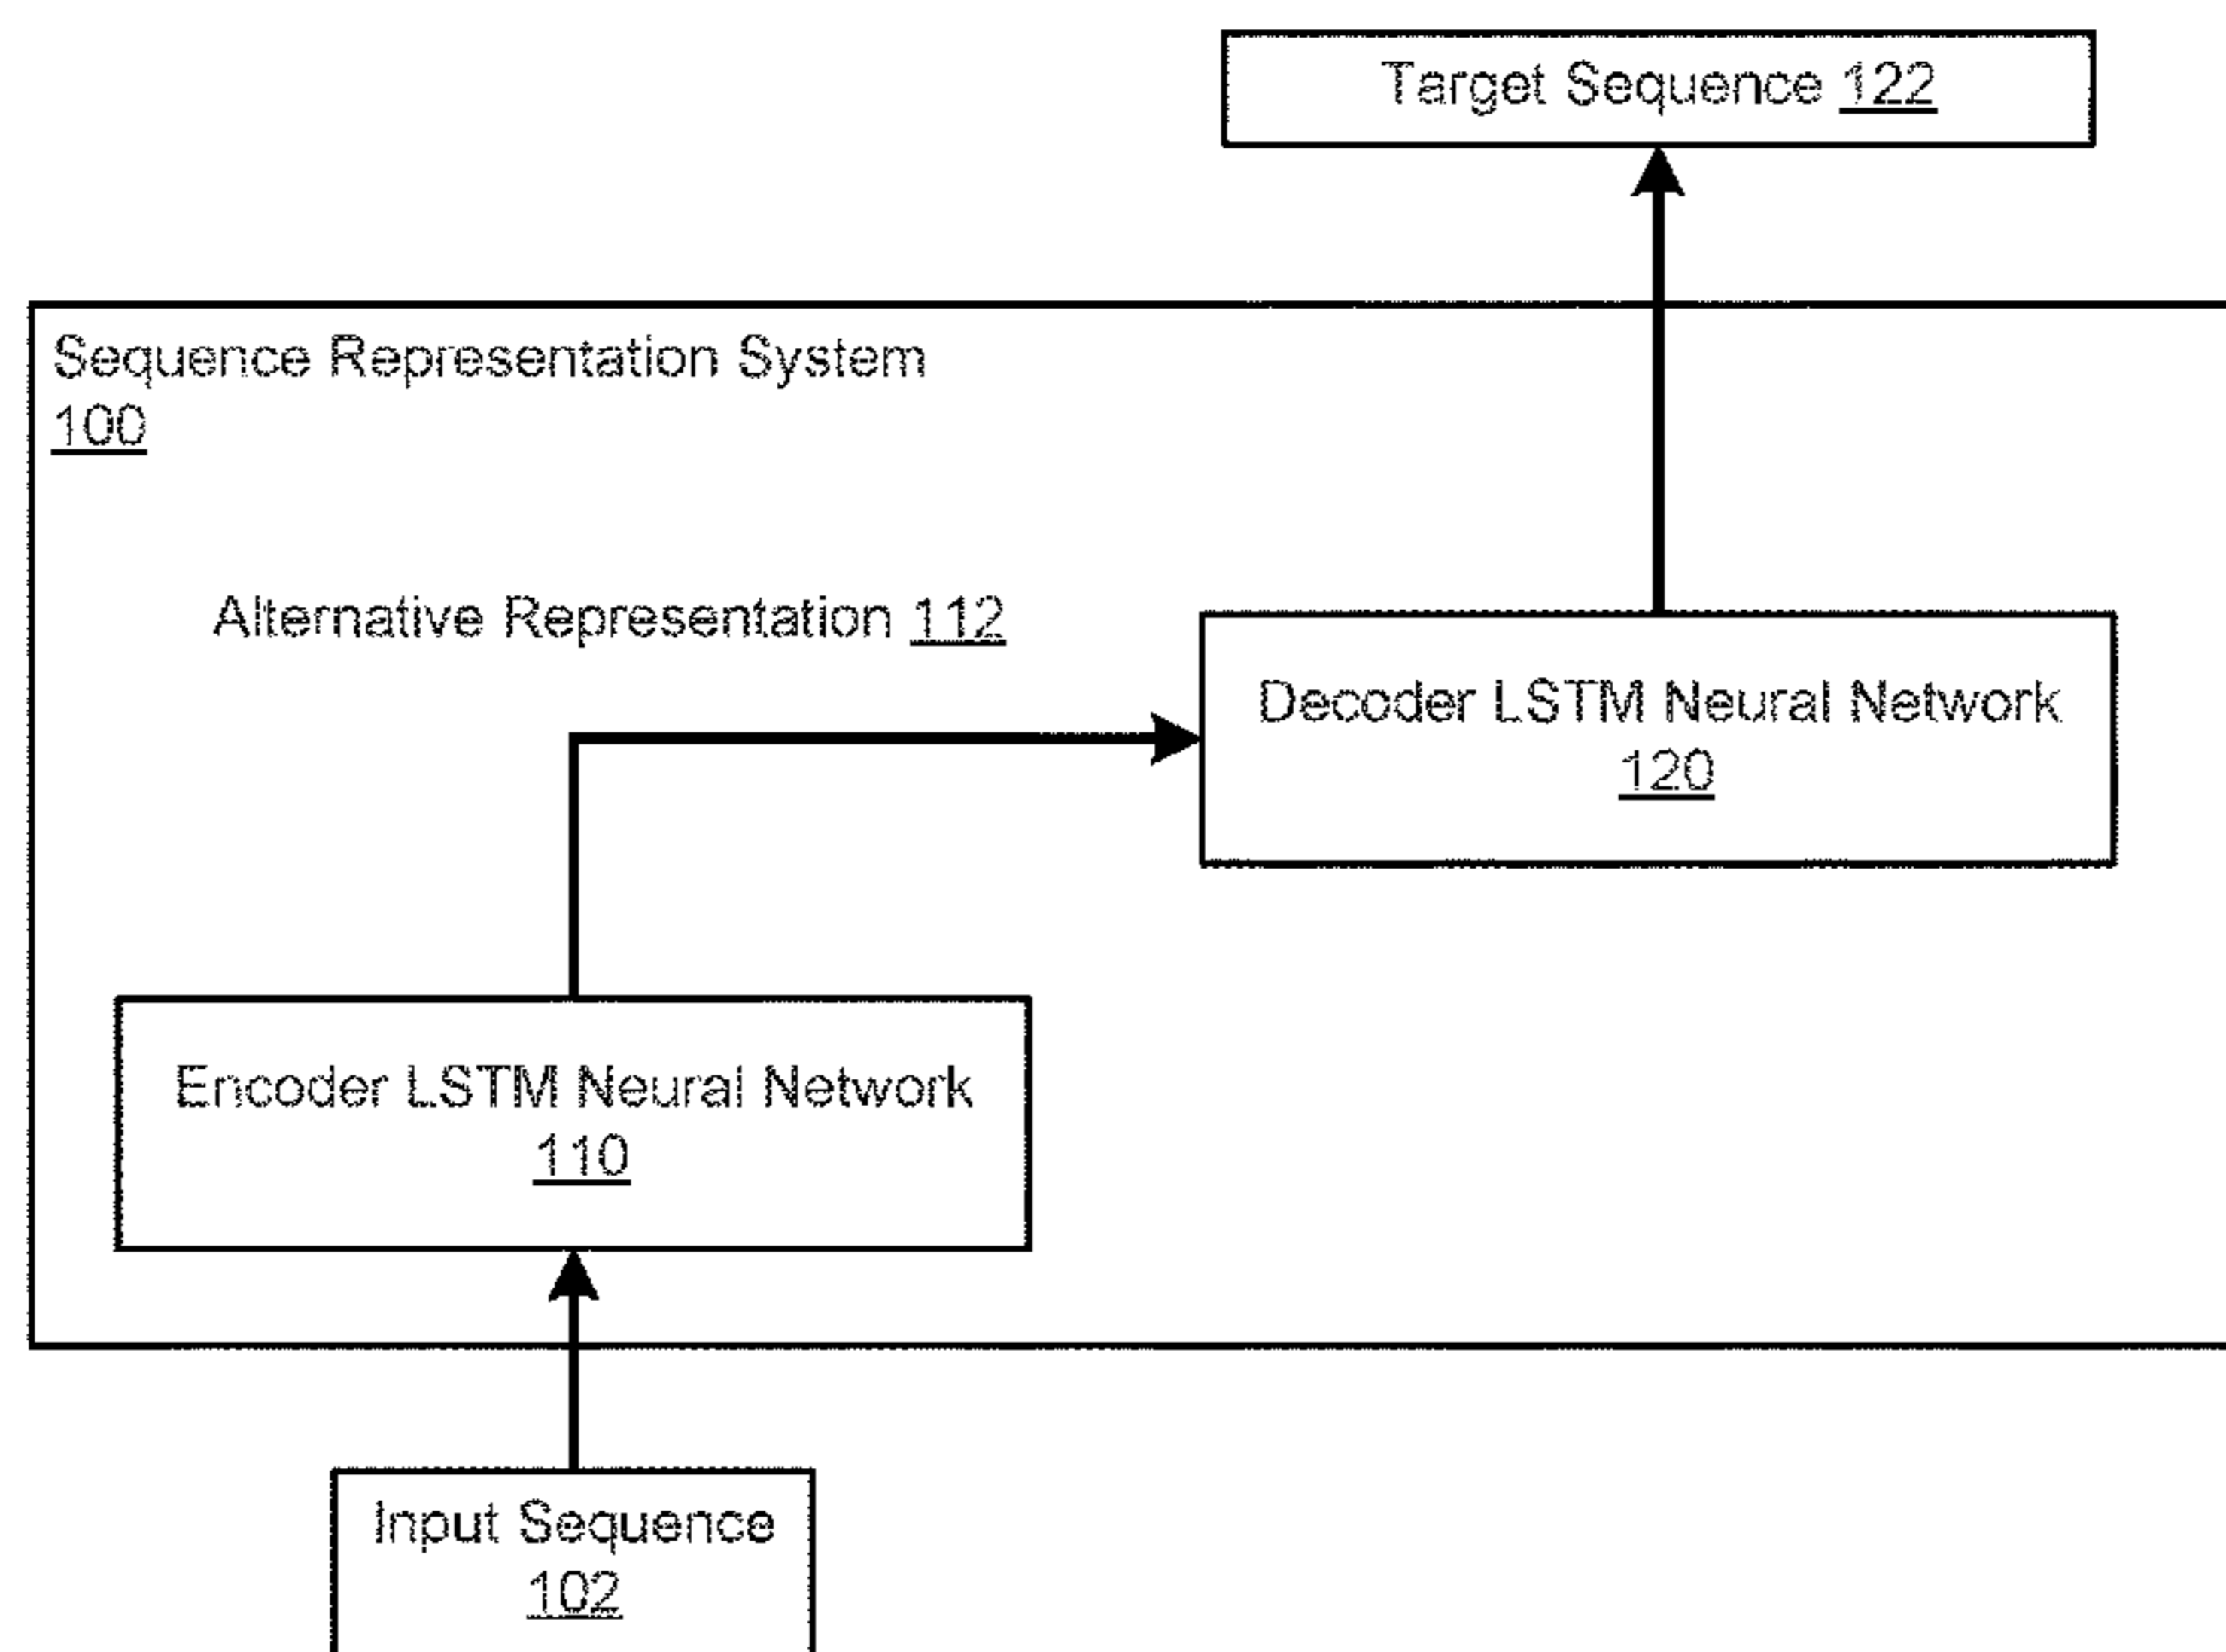 Target Sequence 122
Sequence Representation System
100
Alternative Representation 112
Decoder LSTM Neural Network
120
Encoder LSTM Neural Network
110
Input Sequence
102